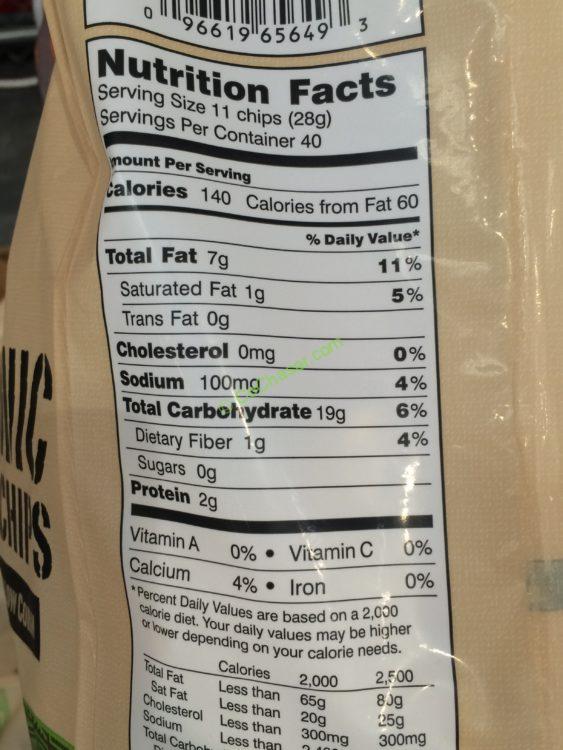 0 96619 65649 3
Nutrition Facts
Serving Size 11 chips (28g)
Servings Per Container 40
mount Per Serving
Calories 140 Calories from Fat 60
% Daily Value*
Total Fat 7g 11%
Saturated Fat 1g 5%
Trans Fat 0g
Cholesterol 0mg 0%
Sodium 100mg 4%
Total Carbohydrate 19g 6%
Dietary Fiber 1g 4%
Sugars 0g
Protein 2g
Vitamin A 0% • Vitamin C 0%
Calcium 4% • Iron 0%
*Percent Daily Values are based on a 2,000
calorie diet. Your daily values may be higher
or lower depending on your calorie needs.
Calories 2,000 2,500
Total Fat Less than 65g 80g
Sat Fat Less than 20g 25g
Cholesterol Less than 300mg 300mg
Sodium Less than
Total Carboh
NIC
CHIPS